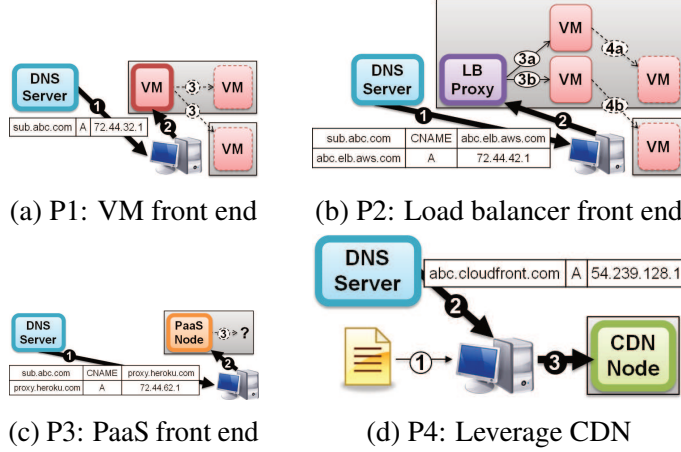 DNS
Server
1
sub.abc.com A 72.44.32.1
VM
3
VM
3
2
VM
(a) P1: VM front end
DNS
Server
LB
Proxy
VM
3a
3b
VM
4a
VM
4b
1
2
VM
sub.abc.com CNAME abc.elb.aws.com
abc.elb.aws.com A 72.44.42.1
(b) P2: Load balancer front end
DNS
Server
1
PaaS
Node
3
?
2
sub.abc.com CNAME proxy.heroku.com
proxy.heroku.com A 72.44.62.1
(c) P3: PaaS front end
DNS
Server
abc.cloudfront.com A 54.239.128.1
2
1
3
CDN
Node
(d) P4: Leverage CDN